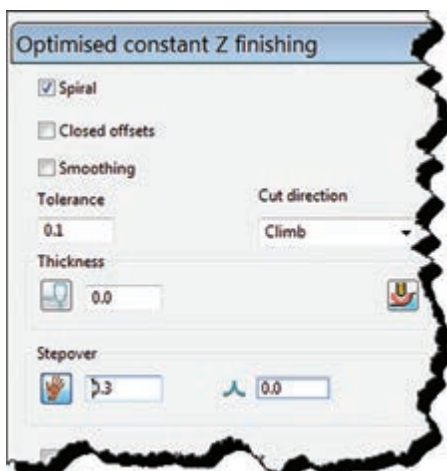 Optimised constant Z finishing
Spiral
Closed offsets
Smoothing
Tolerance Cut direction
0.1 Climb
Thickness
0.0
Stepover
0.0